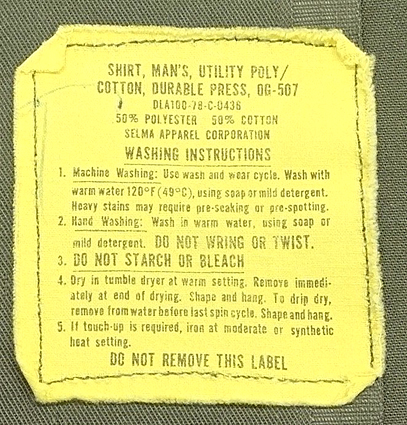 SHIRT, MAN'S, UTILITY POLY/
COTTON, DURABLE PRESS, OG-507
DLA100-78-C-0436
50% POLYESTER 50% COTTON
SELMA APPAREL CORPORATION
WASHING INSTRUCTIONS
1. Machine Washing: Use wash and wear cycle. Wash with
warm water 120°F (49°C), using soap or mild detergent.
Heavy stains may require pre-soaking or pre-spotting.
2. Hand Washing: Wash in warm water, using soap or
mild detergent. DO NOT WRING OR TWIST.
3. DO NOT STARCH OR BLEACH
4. Dry in tumble dryer at warm setting. Remove immedi-
ately at end of drying. Shape and hang. To drip dry,
remove from water before last spin cycle. Shape and hang.
5. If touch-up is required, iron at moderate or synthetic
heat setting.
DO NOT REMOVE THIS LABEL